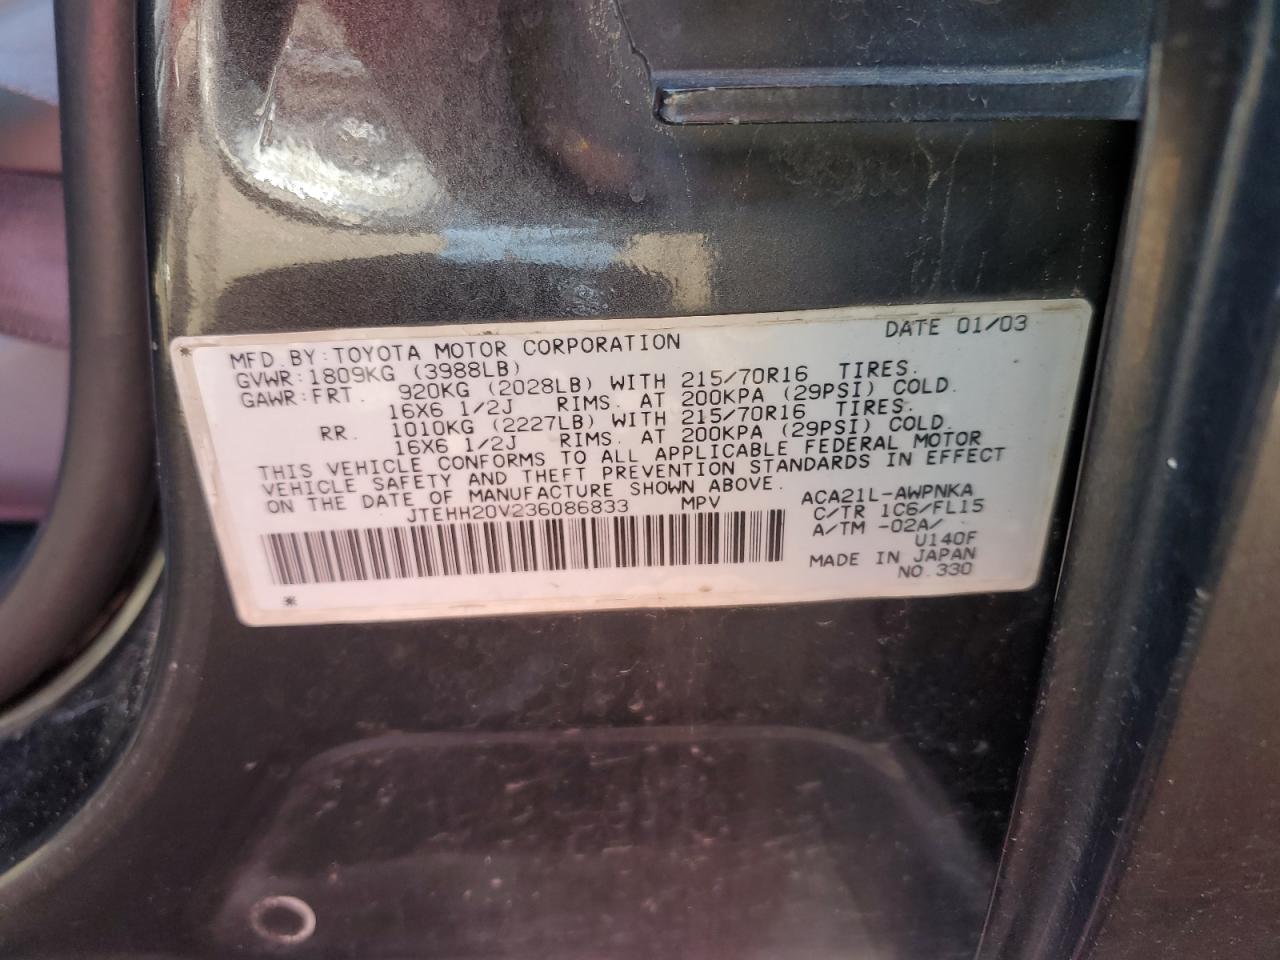 DATE 01/03
MFD. BY: TOYOTA MOTOR CORPORATION
GVWR: 1809KG (3988LB)
GAWR: FRT. 920KG (2028LB) WITH 215/70R16 TIRES.
16X6 1/2J RIMS. AT 200KPA (29PSI) COLD.
RR. 1010KG (2227LB) WITH 215/70R16 TIRES.
16X6 1/2J RIMS. AT 200KPA (29PSI) COLD.
THIS VEHICLE CONFORMS TO ALL APPLICABLE FEDERAL MOTOR
VEHICLE SAFETY AND THEFT PREVENTION STANDARDS IN EFFECT
ON THE DATE OF MANUFACTURE SHOWN ABOVE.
JTEHH20V236086833 MPV
ACA21L-AWPNKA
C/TR 1C6/FL15
A/TM -02A/
U140F
MADE IN JAPAN
NO.330